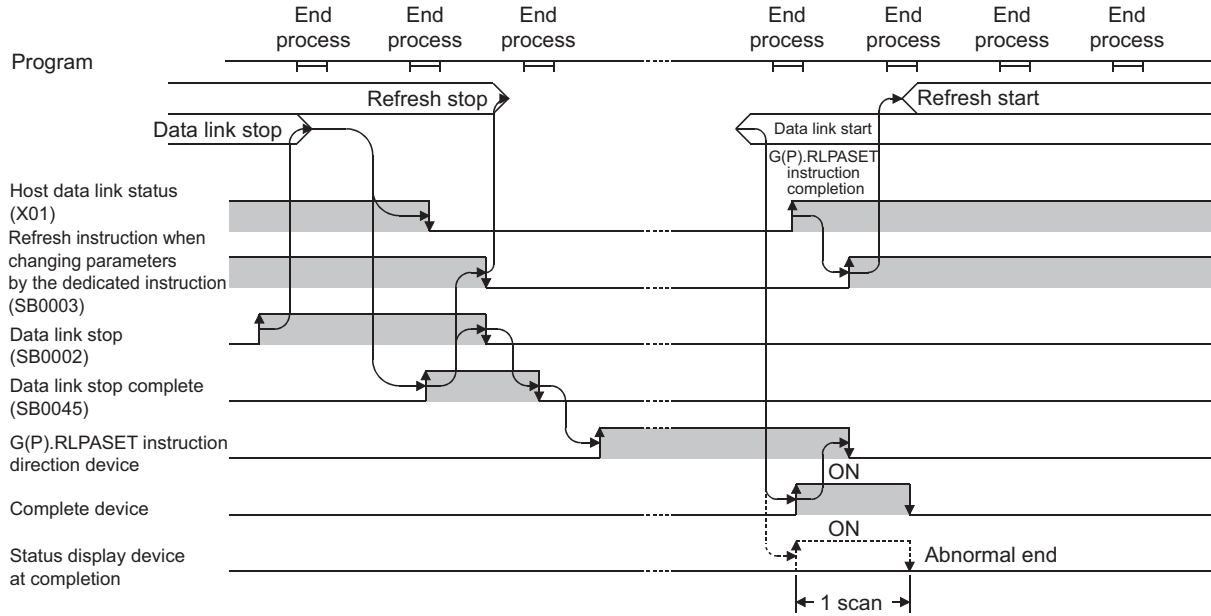 End process End process End process End process End process End process End process
Program
Refresh stop
Refresh start
Data link stop
Data link start
G(P).RLPASET
instruction
completion
Host data link status
(X01)
Refresh instruction when
changing parameters
by the dedicated instruction
(SB0003)
Data link stop
(SB0002)
Data link stop complete
(SB0045)
G(P).RLPASET instruction
direction device
ON
Complete device
ON
Status display device
at completion
Abnormal end
1 scan